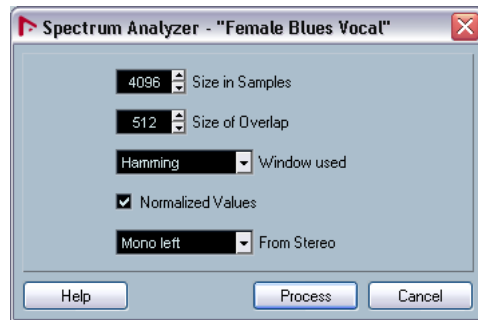 Spectrum Analyzer - "Female Blues Vocal"
4096 Size in Samples
512 Size of Overlap
Hamming Window used
Normalized Values
Mono left From Stereo
Help Process Cancel